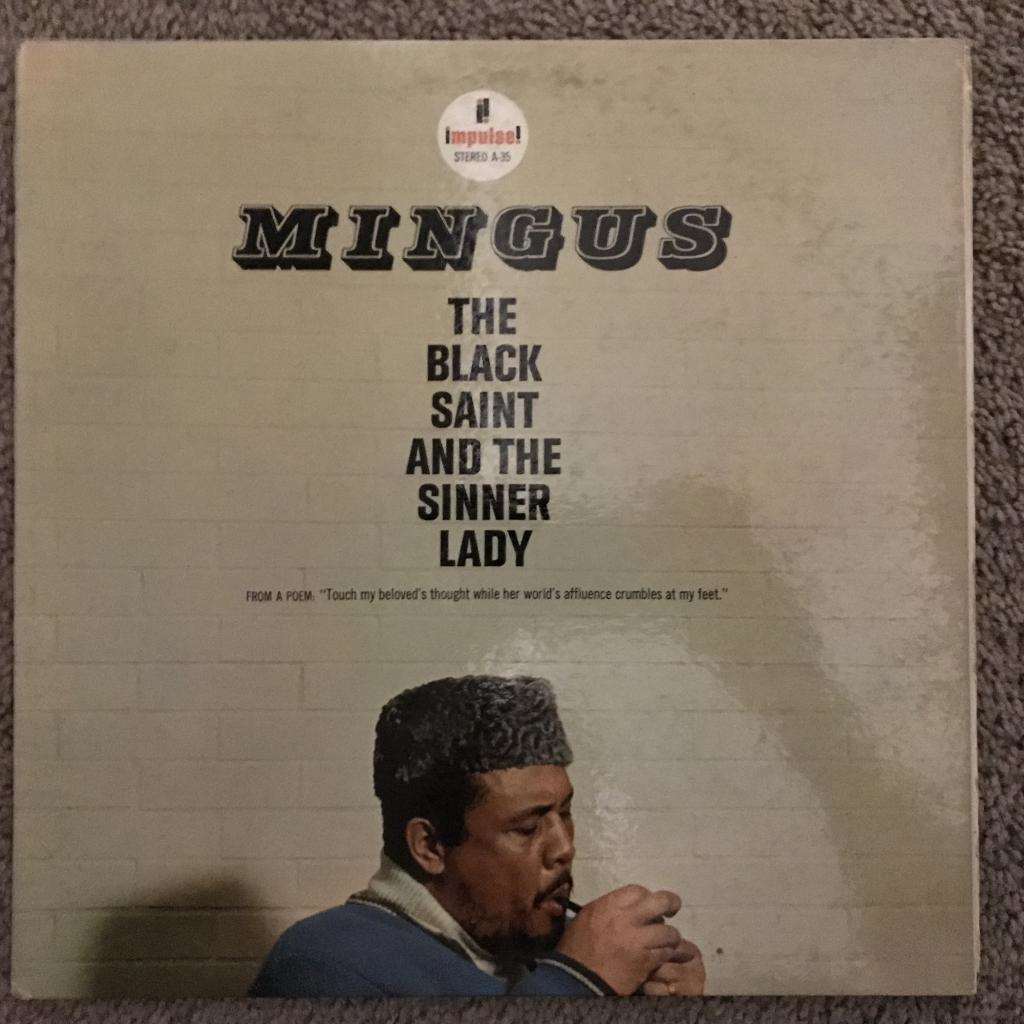 impulse!
STEREO A-35
MINGUS
THE
BLACK
SAINT
AND THE
SINNER
LADY
FROM A POEM: "Touch my beloved's thought while her world's affluence crumbles at my feet."